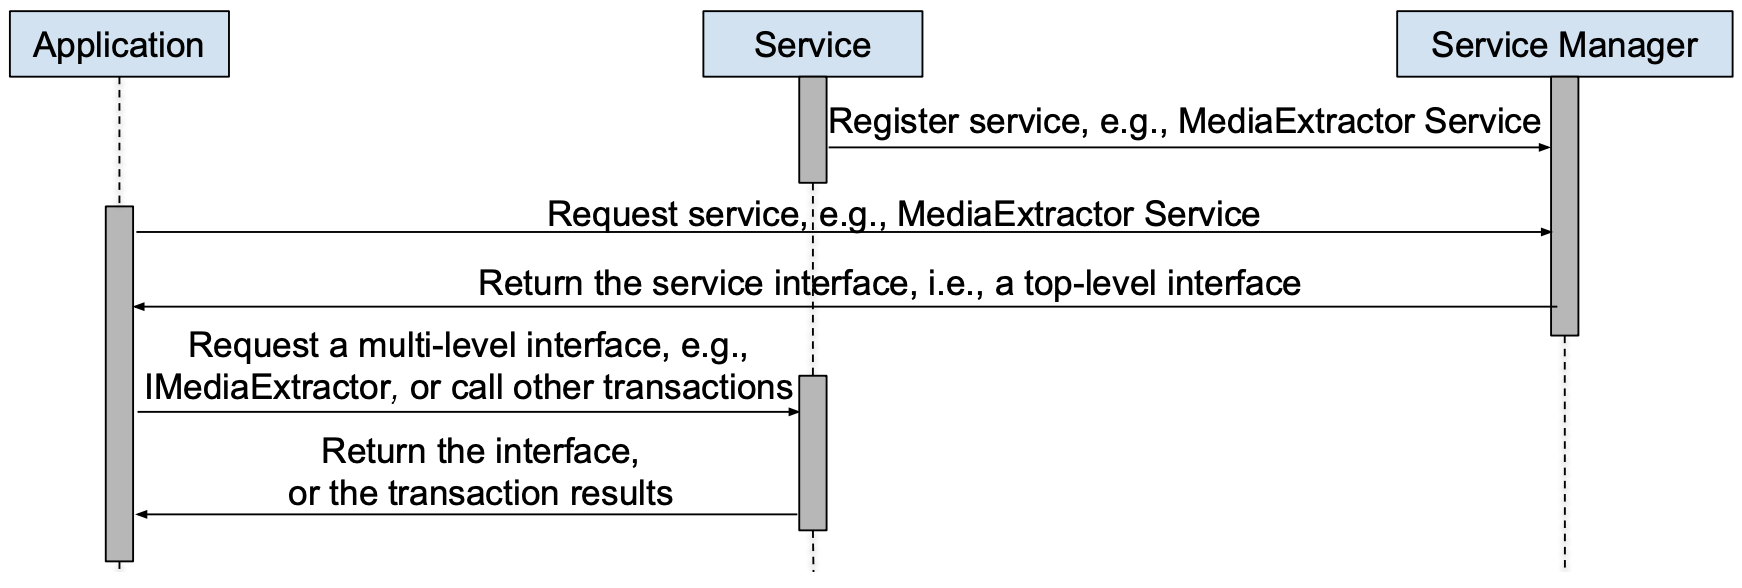 Application
Service
Service Manager
Register service, e.g., MediaExtractor Service
Request service, e.g., MediaExtractor Service
Return the service interface, i.e., a top-level interface
Request a multi-level interface, e.g.,
IMediaExtractor, or call other transactions
Return the interface,
or the transaction results